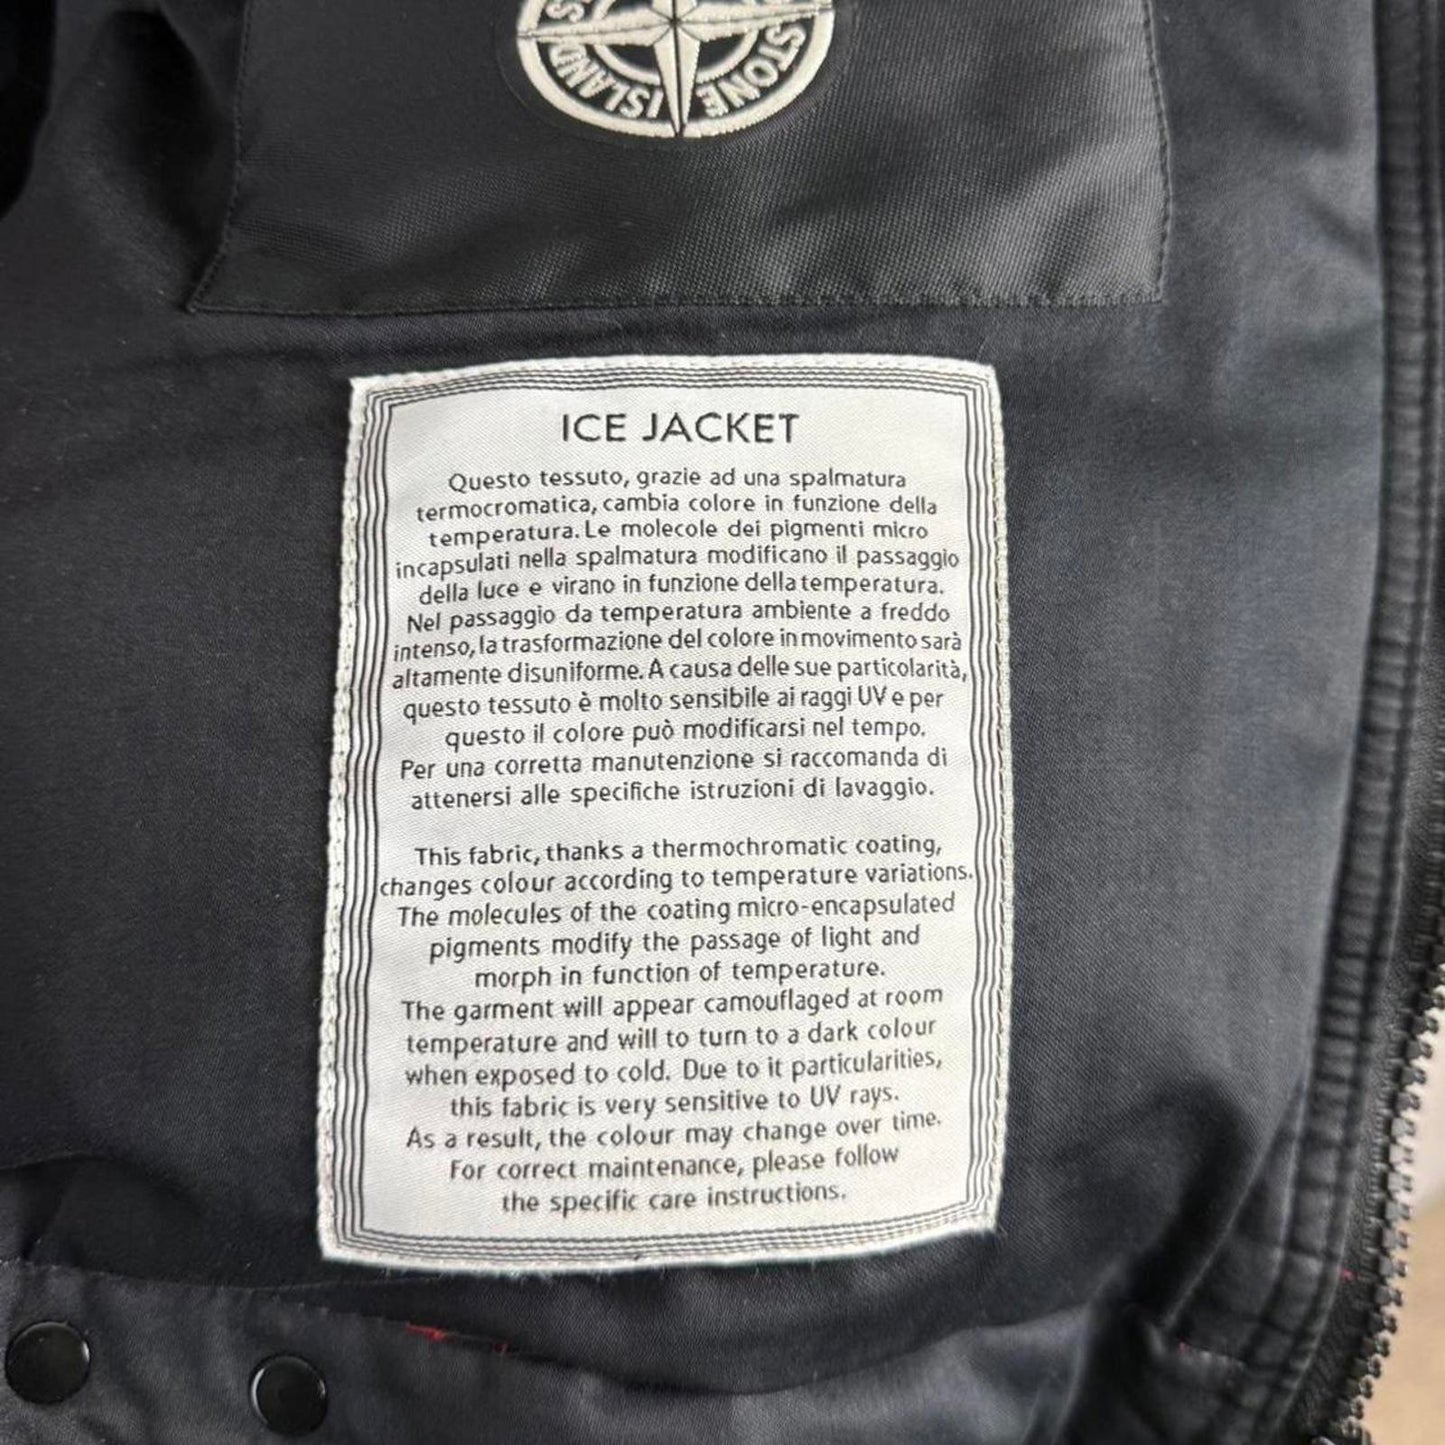 STONE
ISLAND
ICE JACKET
Questo tessuto, grazie ad una spalmatura
termocromatica, cambia colore in funzione della
temperatura. Le molecole dei pigmenti micro
incapsulati nella spalmatura modificano il passaggio
della luce e virano in funzione della temperatura.
Nel passaggio da temperatura ambiente a freddo
intenso, la trasformazione del colore in movimento sarà
altamente disuniforme. A causa delle sue particolarità,
questo tessuto è molto sensibile ai raggi UV e per
questo il colore può modificarsi nel tempo.
Per una corretta manutenzione si raccomanda di
attenersi alle specifiche istruzioni di lavaggio.
This fabric, thanks a thermochromatic coating,
changes colour according to temperature variations.
The molecules of the coating micro-encapsulated
pigments modify the passage of light and
morph in function of temperature.
The garment will appear camouflaged at room
temperature and will to turn to a dark colour
when exposed to cold. Due to it particularities,
this fabric is very sensitive to UV rays.
As a result, the colour may change over time.
For correct maintenance, please follow
the specific care instructions.